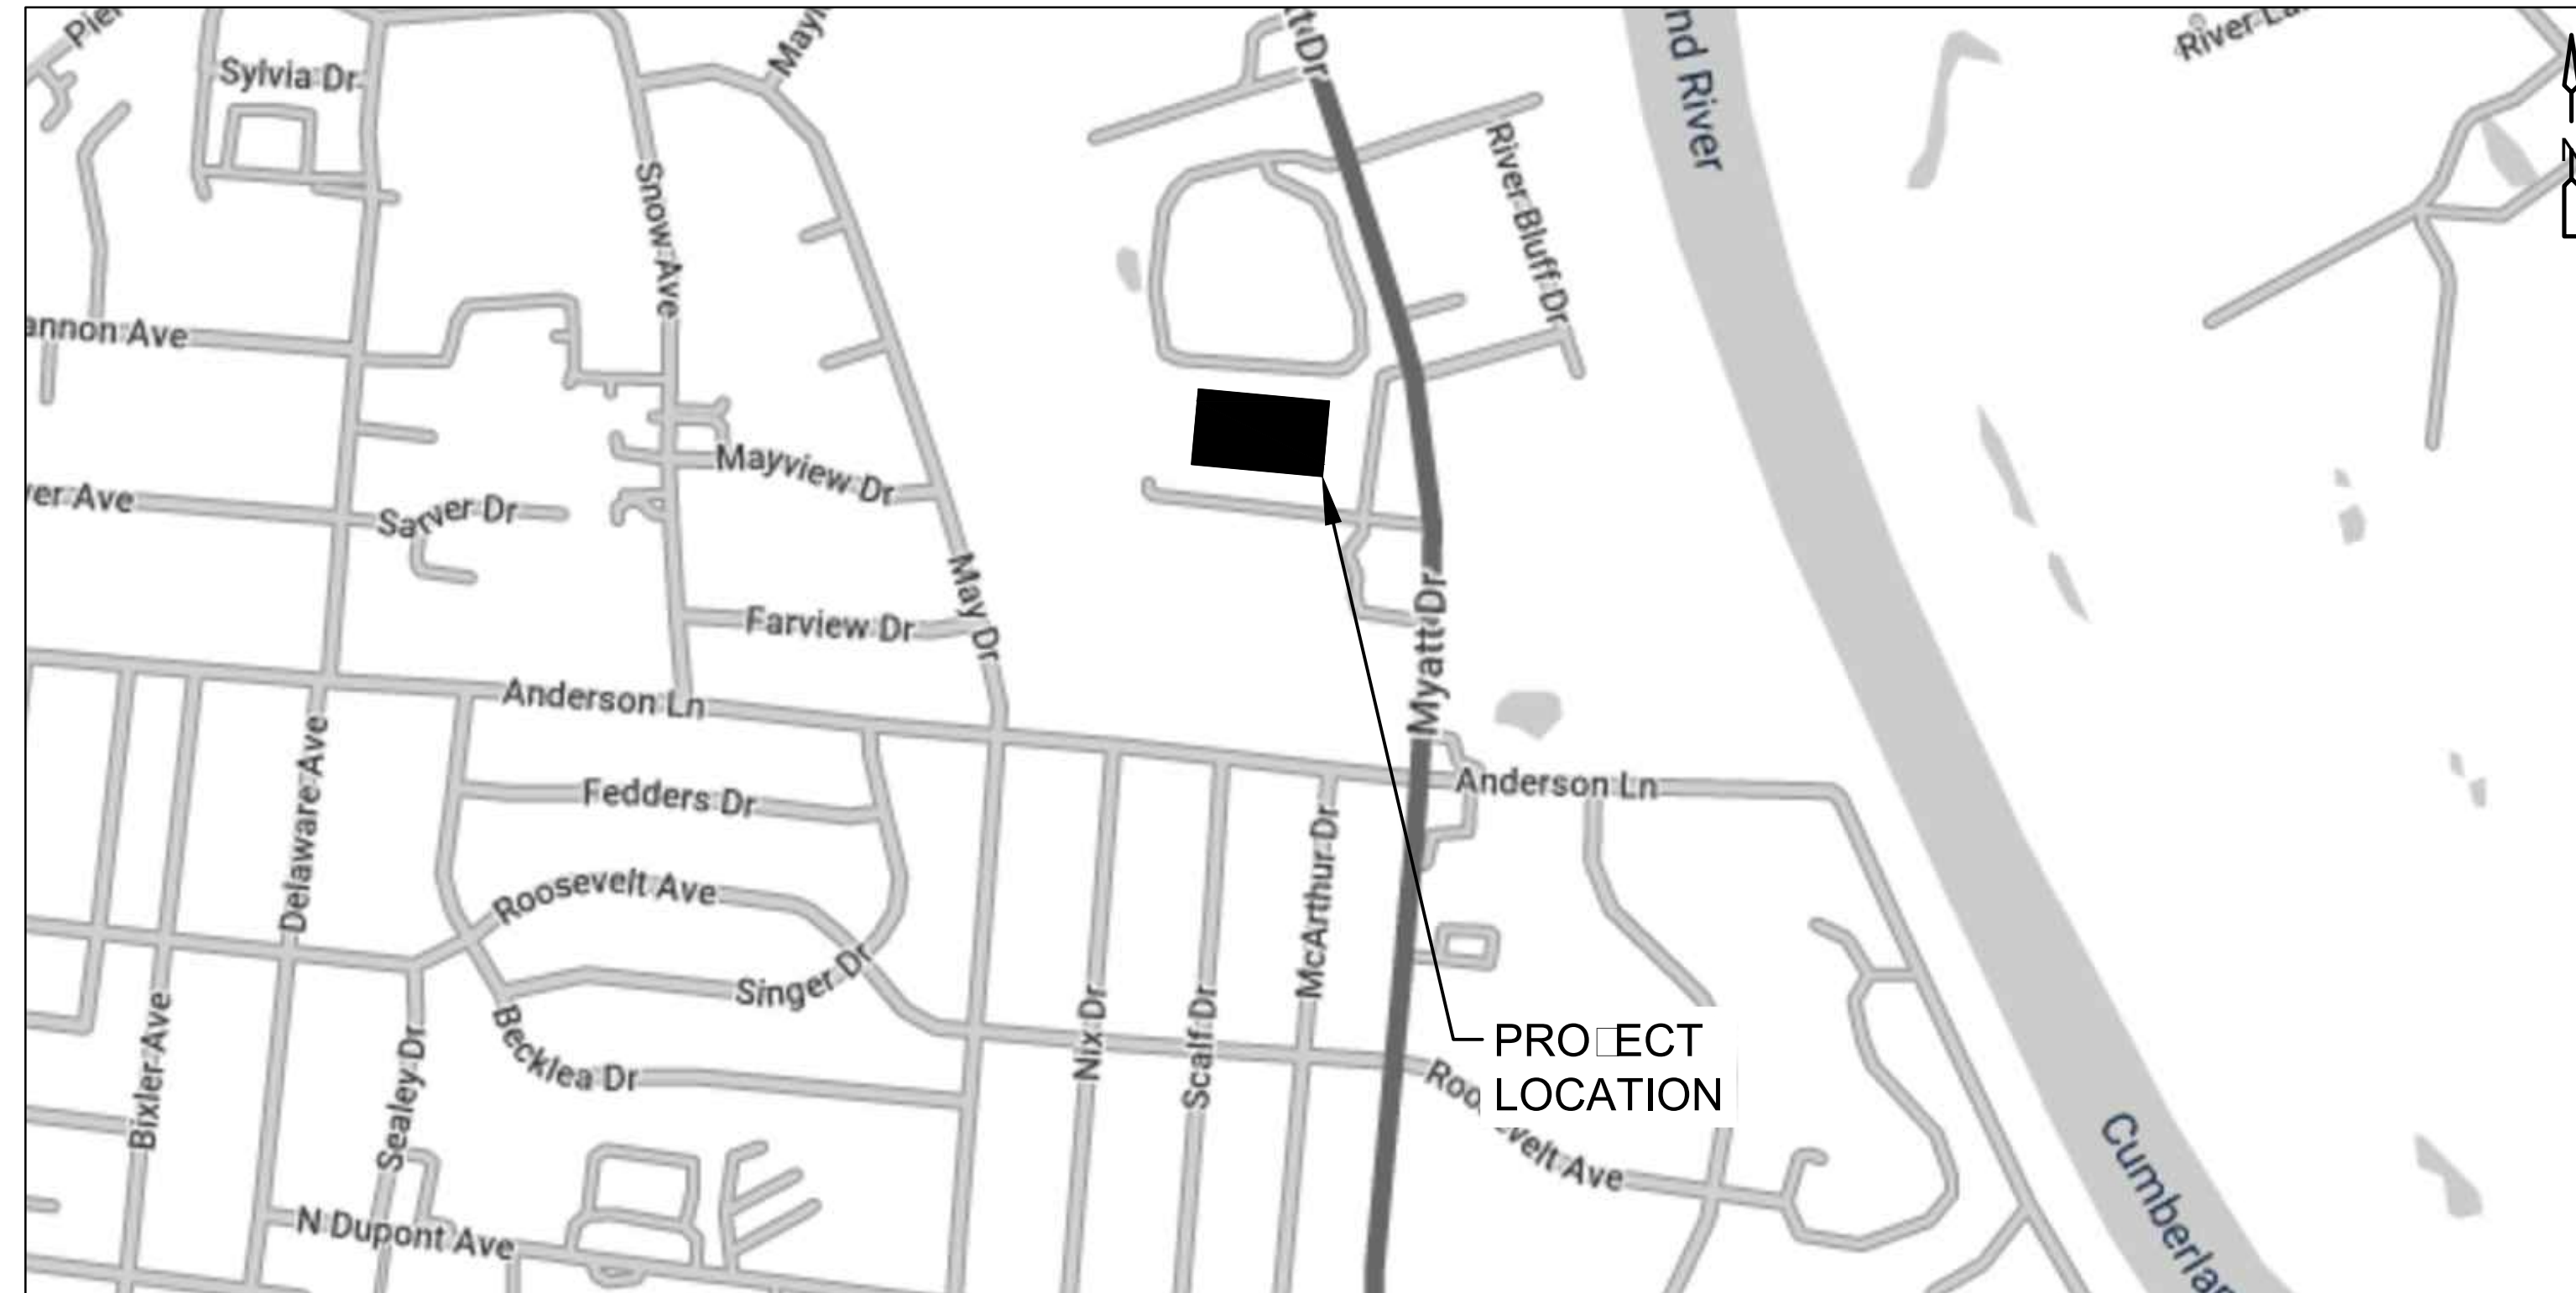 Sylvia Dr
Snow Ave
River Bluff Dr
nd River
annon Ave
Mayview Dr
ver Ave
Sarver Dr
May Dr
Farview Dr
Myatt Dr
Anderson Ln
Anderson Ln
Delaware Ave
Fedders Dr
McArthur Dr
Roosevelt Ave
Singer Dr
Nix Dr
Scalf Dr
Bixler Ave
Sealey Dr
Becklea Dr
PRO□ECT
LOCATION
Roo
evelt Ave
N Dupont Ave
Cumberlan